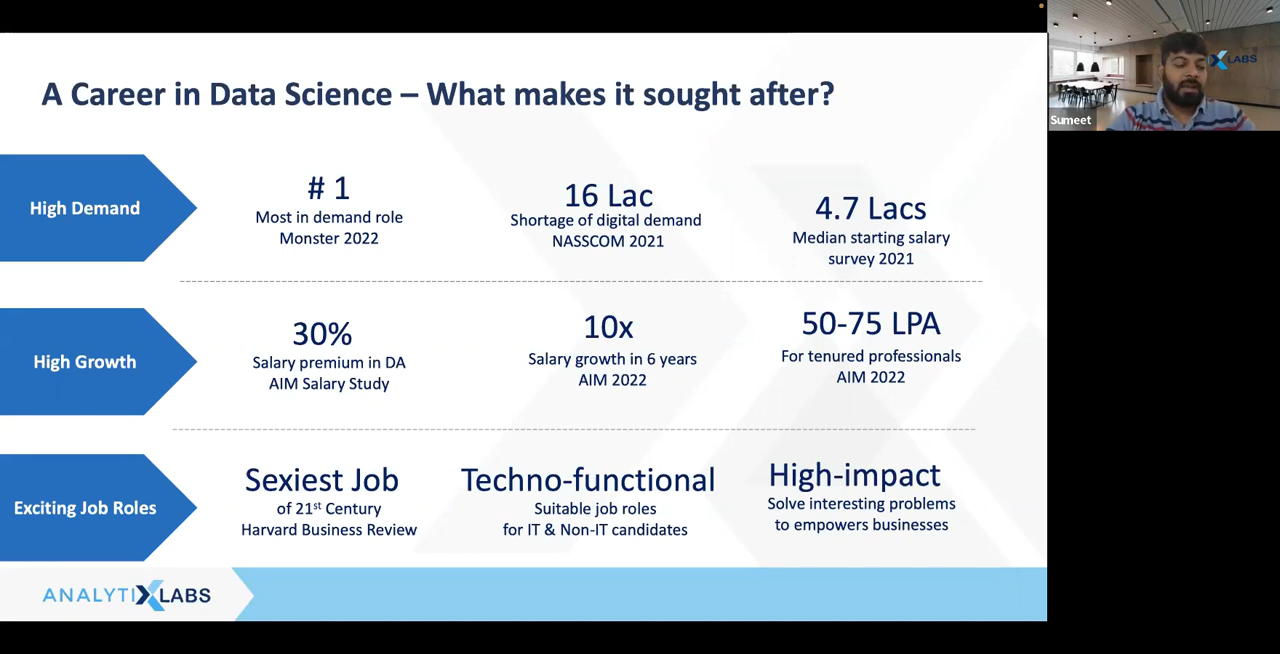 A Career in Data Science – What makes it sought after?
High Demand
# 1
Most in demand role
Monster 2022
16 Lac
Shortage of digital demand
NASSCOM 2021
4.7 Lacs
Median starting salary
survey 2021
High Growth
30%
Salary premium in DA
AIM Salary Study
10x
Salary growth in 6 years
AIM 2022
50-75 LPA
For tenured professionals
AIM 2022
Exciting Job Roles
Sexiest Job
of 21st Century
Harvard Business Review
Techno-functional
Suitable job roles
for IT & Non-IT candidates
High-impact
Solve interesting problems
to empowers businesses
ANALYTIXLABS
XLABS
Sumeet